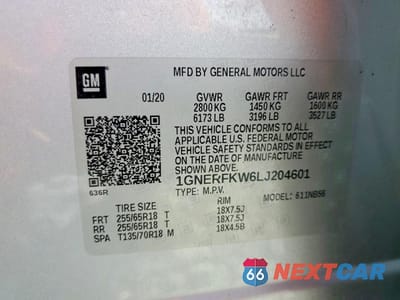 GM
MFD BY GENERAL MOTORS LLC
01/20 GVWR GAWR FRT GAWR RR
2800 KG 1450 KG 1600 KG
6173 LB 3196 LB 3527 LB
THIS VEHICLE CONFORMS TO ALL
APPLICABLE U.S. FEDERAL MOTOR
VEHICLE SAFETY STANDARDS IN EFFECT
ON THE DATE OF MANUFACTURE SHOWN ABOVE.
1GNERFKW6LJ204601
636R TYPE: M.P.V. MODEL: 611NB56
TIRE SIZE RIM
FRT 255/65R18 T 18X7.5J
RR 255/65R18 T 18X7.5J
SPA T135/70R18 M 18X4.5B
66 NEXTCAR